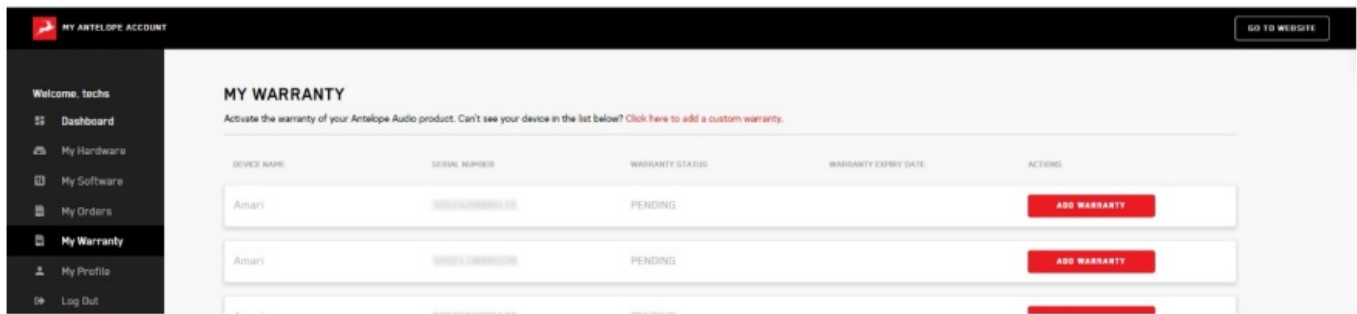 MY ANTELOPE ACCOUNT
GO TO WEBSITE
Welcome, techs
Dashboard
My Hardware
My Software
My Orders
My Warranty
My Profile
Log Out
MY WARRANTY
Activate the warranty of your Antelope Audio product. Can't see your device in the list below? Click here to add a custom warranty.
DEVICE NAME SERIAL NUMBER WARRANTY STATUS WARRANTY EXPIRY DATE ACTIONS
Amari PENDING ADD WARRANTY
Amari PENDING ADD WARRANTY